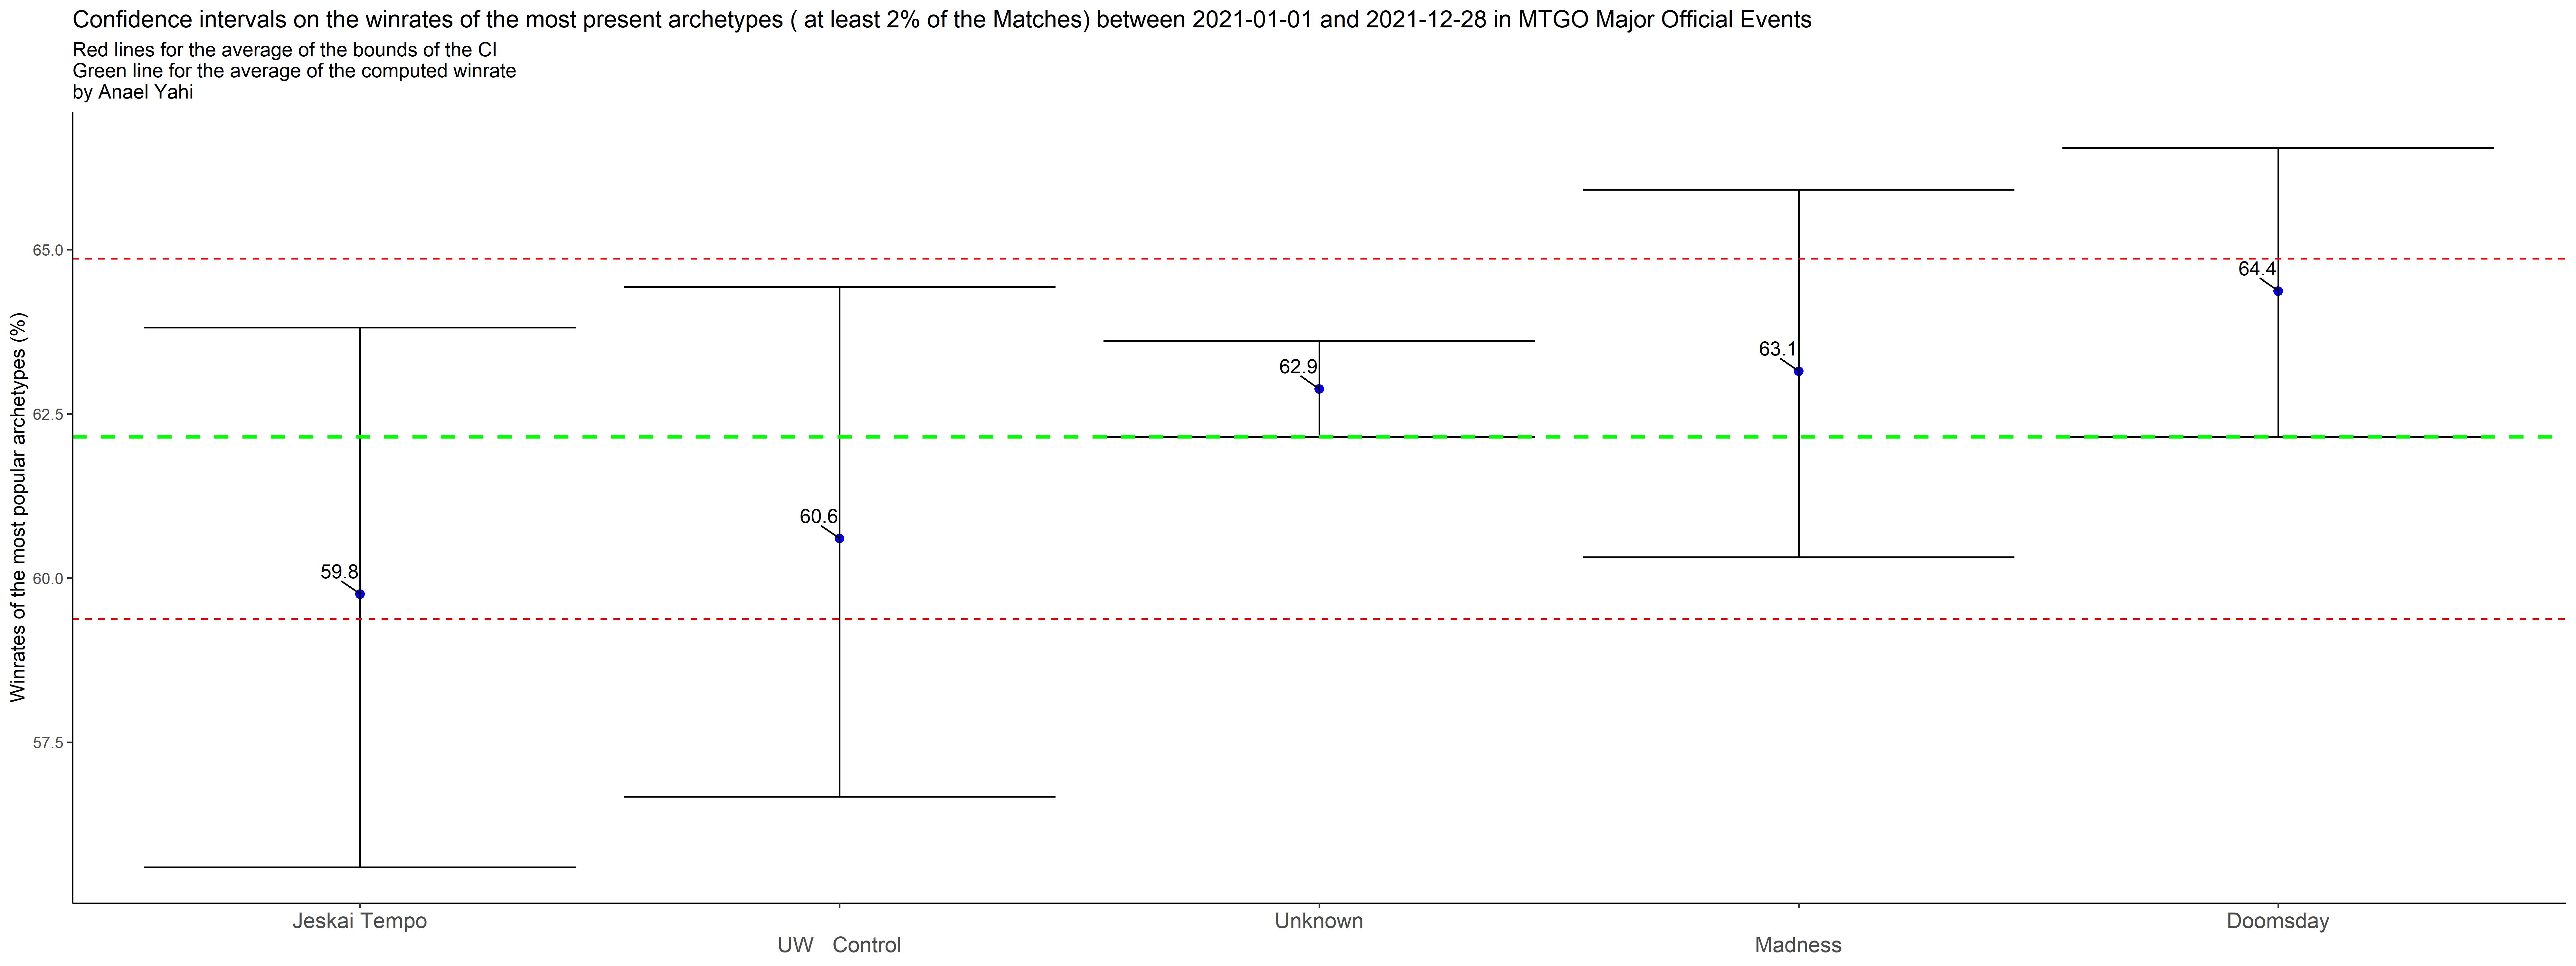 Confidence intervals on the winrates of the most present archetypes ( at least 2% of the Matches) between 2021-01-01 and 2021-12-28 in MTGO Major Official Events
Red lines for the average of the bounds of the CI
Green line for the average of the computed winrate
by Anael Yahi
Winrates of the most popular archetypes (%)
65.0
62.5
60.0
57.5
59.8
60.6
62.9
63.1
64.4
Jeskai Tempo
UW   Control
Unknown
Madness
Doomsday